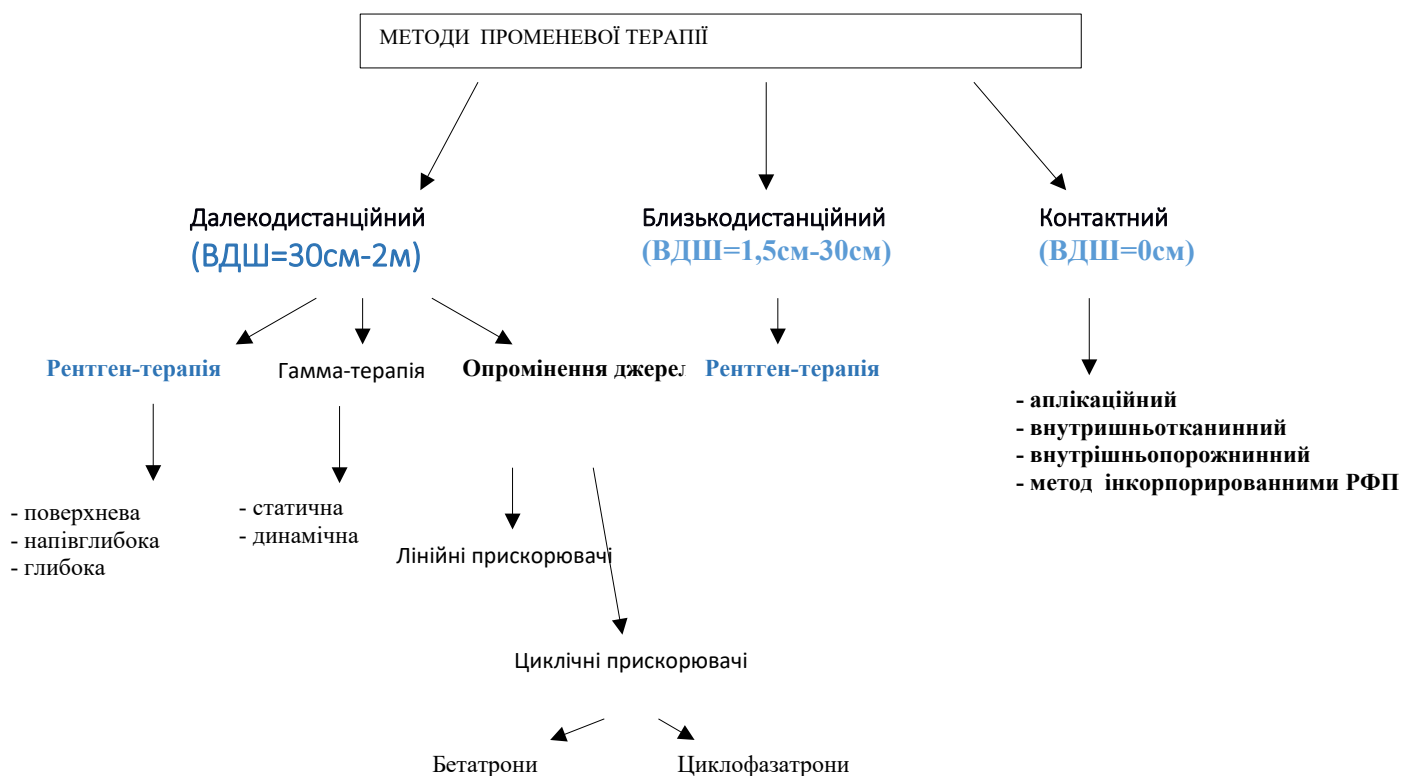 МЕТОДИ ПРОМЕНЕВОЇ ТЕРАПІЇ
Далекодистанційний
(ВДШ=30см-2м)
Близькодистанційний
(ВДШ=1,5см-30см)
Контактний
(ВДШ=0см)
Рентген-терапія
Гамма-терапія
Опромінення джерел
Рентген-терапія
- поверхнева
- напівглибока
- глибока
- статична
- динамічна
- аплікаційний
- внутришньотканинний
- внутрішньопорожнинний
- метод інкорпорированними РФП
Лінійні прискорювачі
Циклічні прискорювачі
Бетатрони
Циклофазатрони